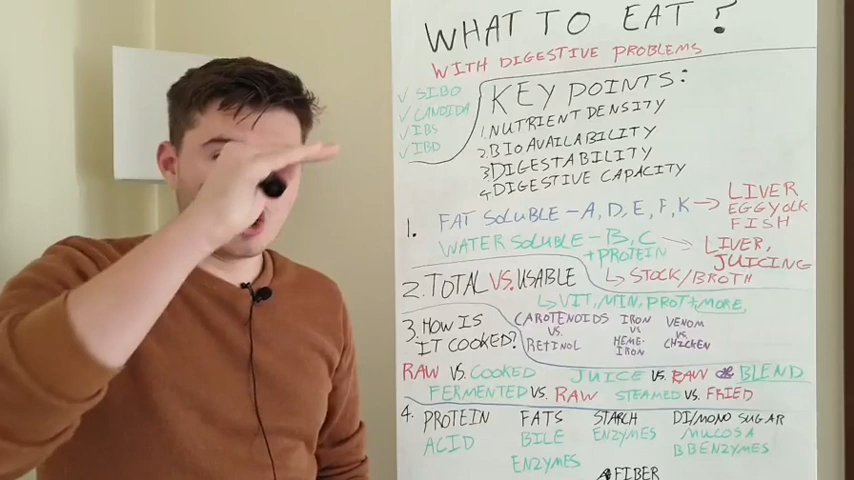 WHAT TO EAT?
WITH DIGESTIVE PROBLEMS
✓ SIBO
✓ CANDIDA
✓ IBS
✓ IBD
KEY POINTS:
1. NUTRIENT DENSITY
2. BIOAVAILABILITY
3. DIGESTABILITY
4. DIGESTIVE CAPACITY
1. FAT SOLUBLE - A, D, E, F, K → LIVER
EGGYOLK
FISH
WATER SOLUBLE - B, C → LIVER,
JUICING
+ PROTEIN
↳ STOCK/BROTH
2. TOTAL VS. USABLE
↳ VIT, MIN, PROT + MORE
3. HOW IS
IT COOKED?
CAROTENOIDS
VS.
RETINOL
IRON
VS
HEME-
IRON
VENOM
VS
CHICKEN
RAW VS. COOKED
JUICE VS. RAW BLEND
FERMENTED VS. RAW
STEAMED VS. FRIED
4. PROTEIN
ACID
FATS
BILE
ENZYMES
STARCH
ENZYMES
DI/MONO SUGAR
MUCOSA
BBENZYMES
FIBER